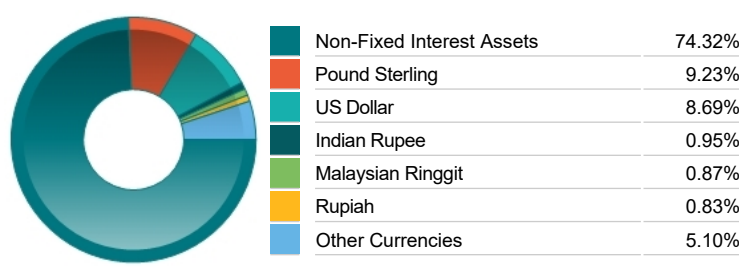 Non-Fixed Interest Assets 74.32%
Pound Sterling 9.23%
US Dollar 8.69%
Indian Rupee 0.95%
Malaysian Ringgit 0.87%
Rupiah 0.83%
Other Currencies 5.10%